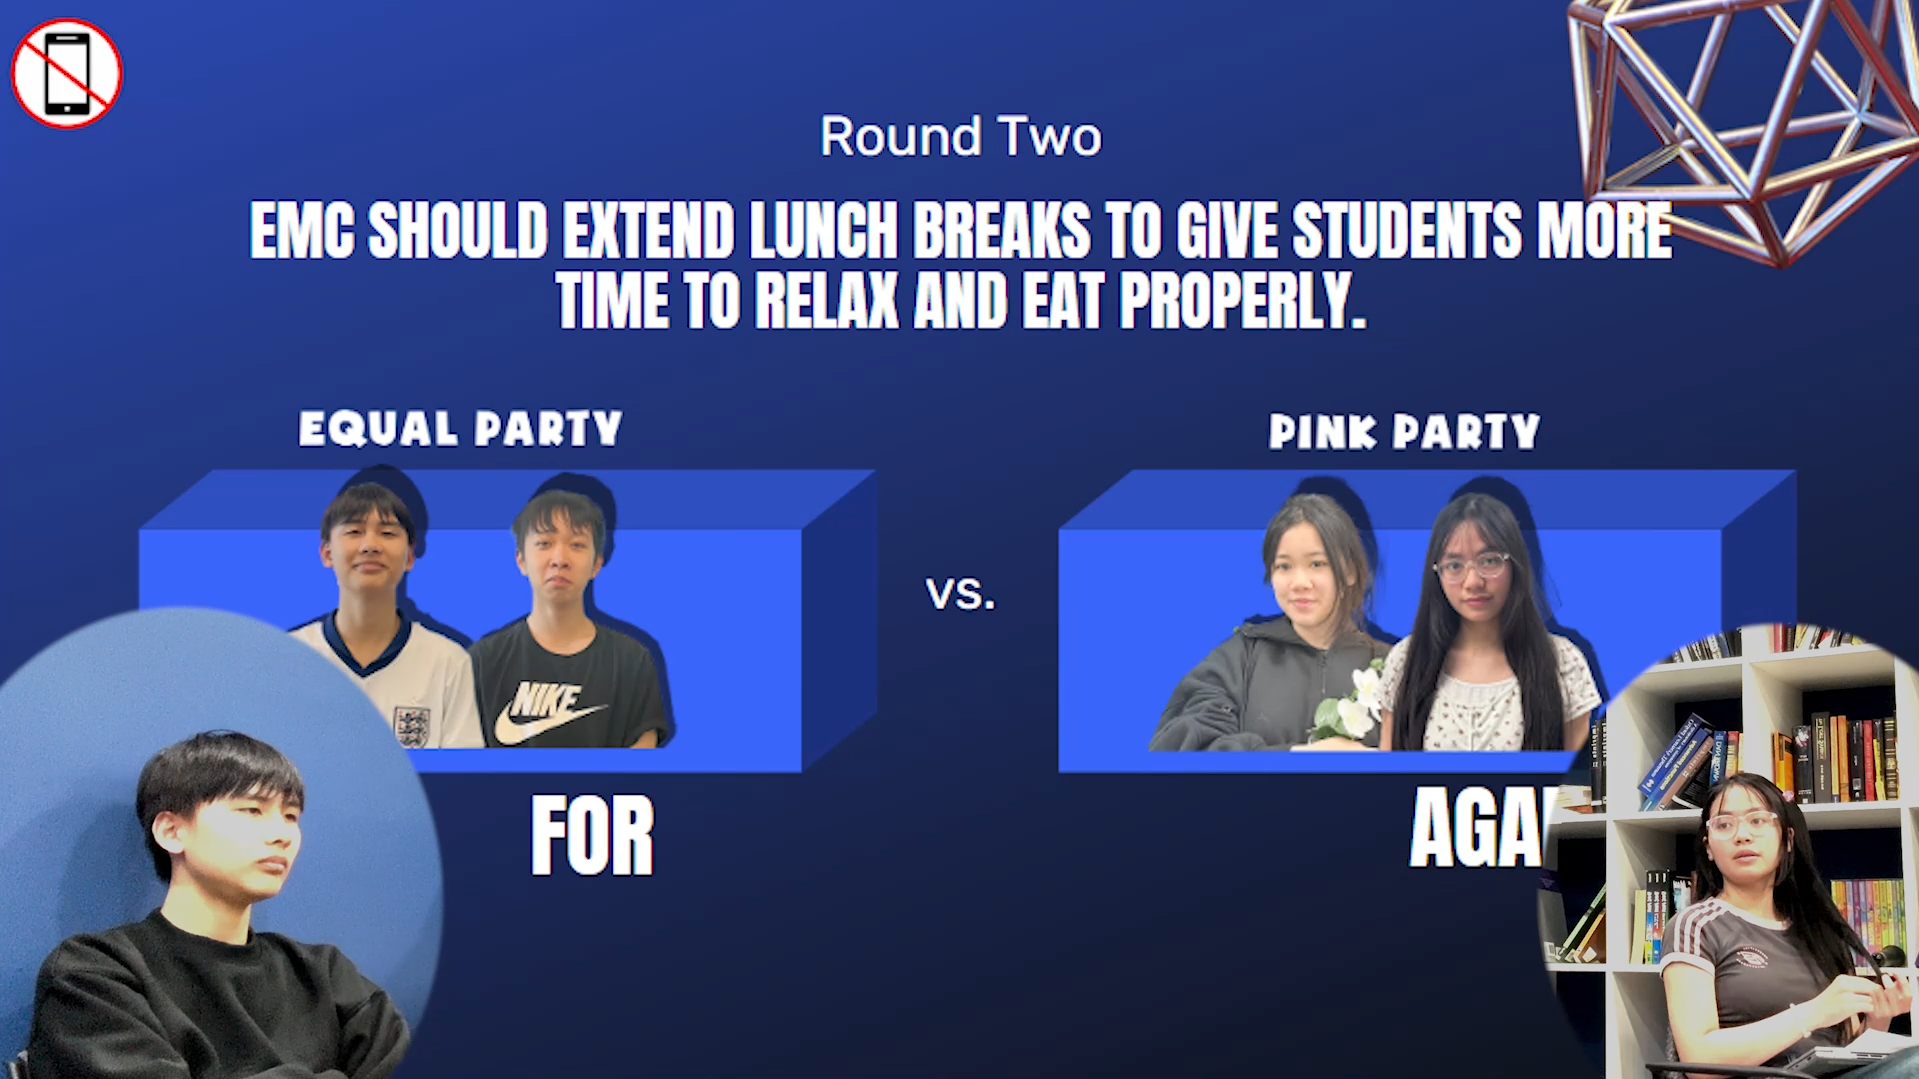 Round Two
EMC SHOULD EXTEND LUNCH BREAKS TO GIVE STUDENTS MORE
TIME TO RELAX AND EAT PROPERLY.
EQUAL PARTY
PINK PARTY
vs.
NIKE
FOR
AGAI